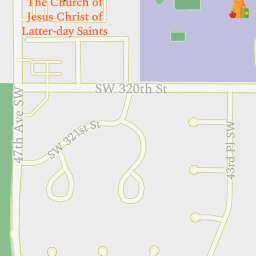 The Church of
Jesus Christ of
Latter-day Saints
SW 320th St
47th Ave SW
SW 321st St
43rd Pl SW